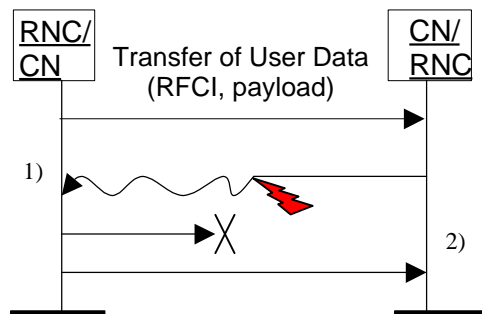 RNC/
CN
Transfer of User Data
(RFCI, payload)
CN/
RNC
1)
2)